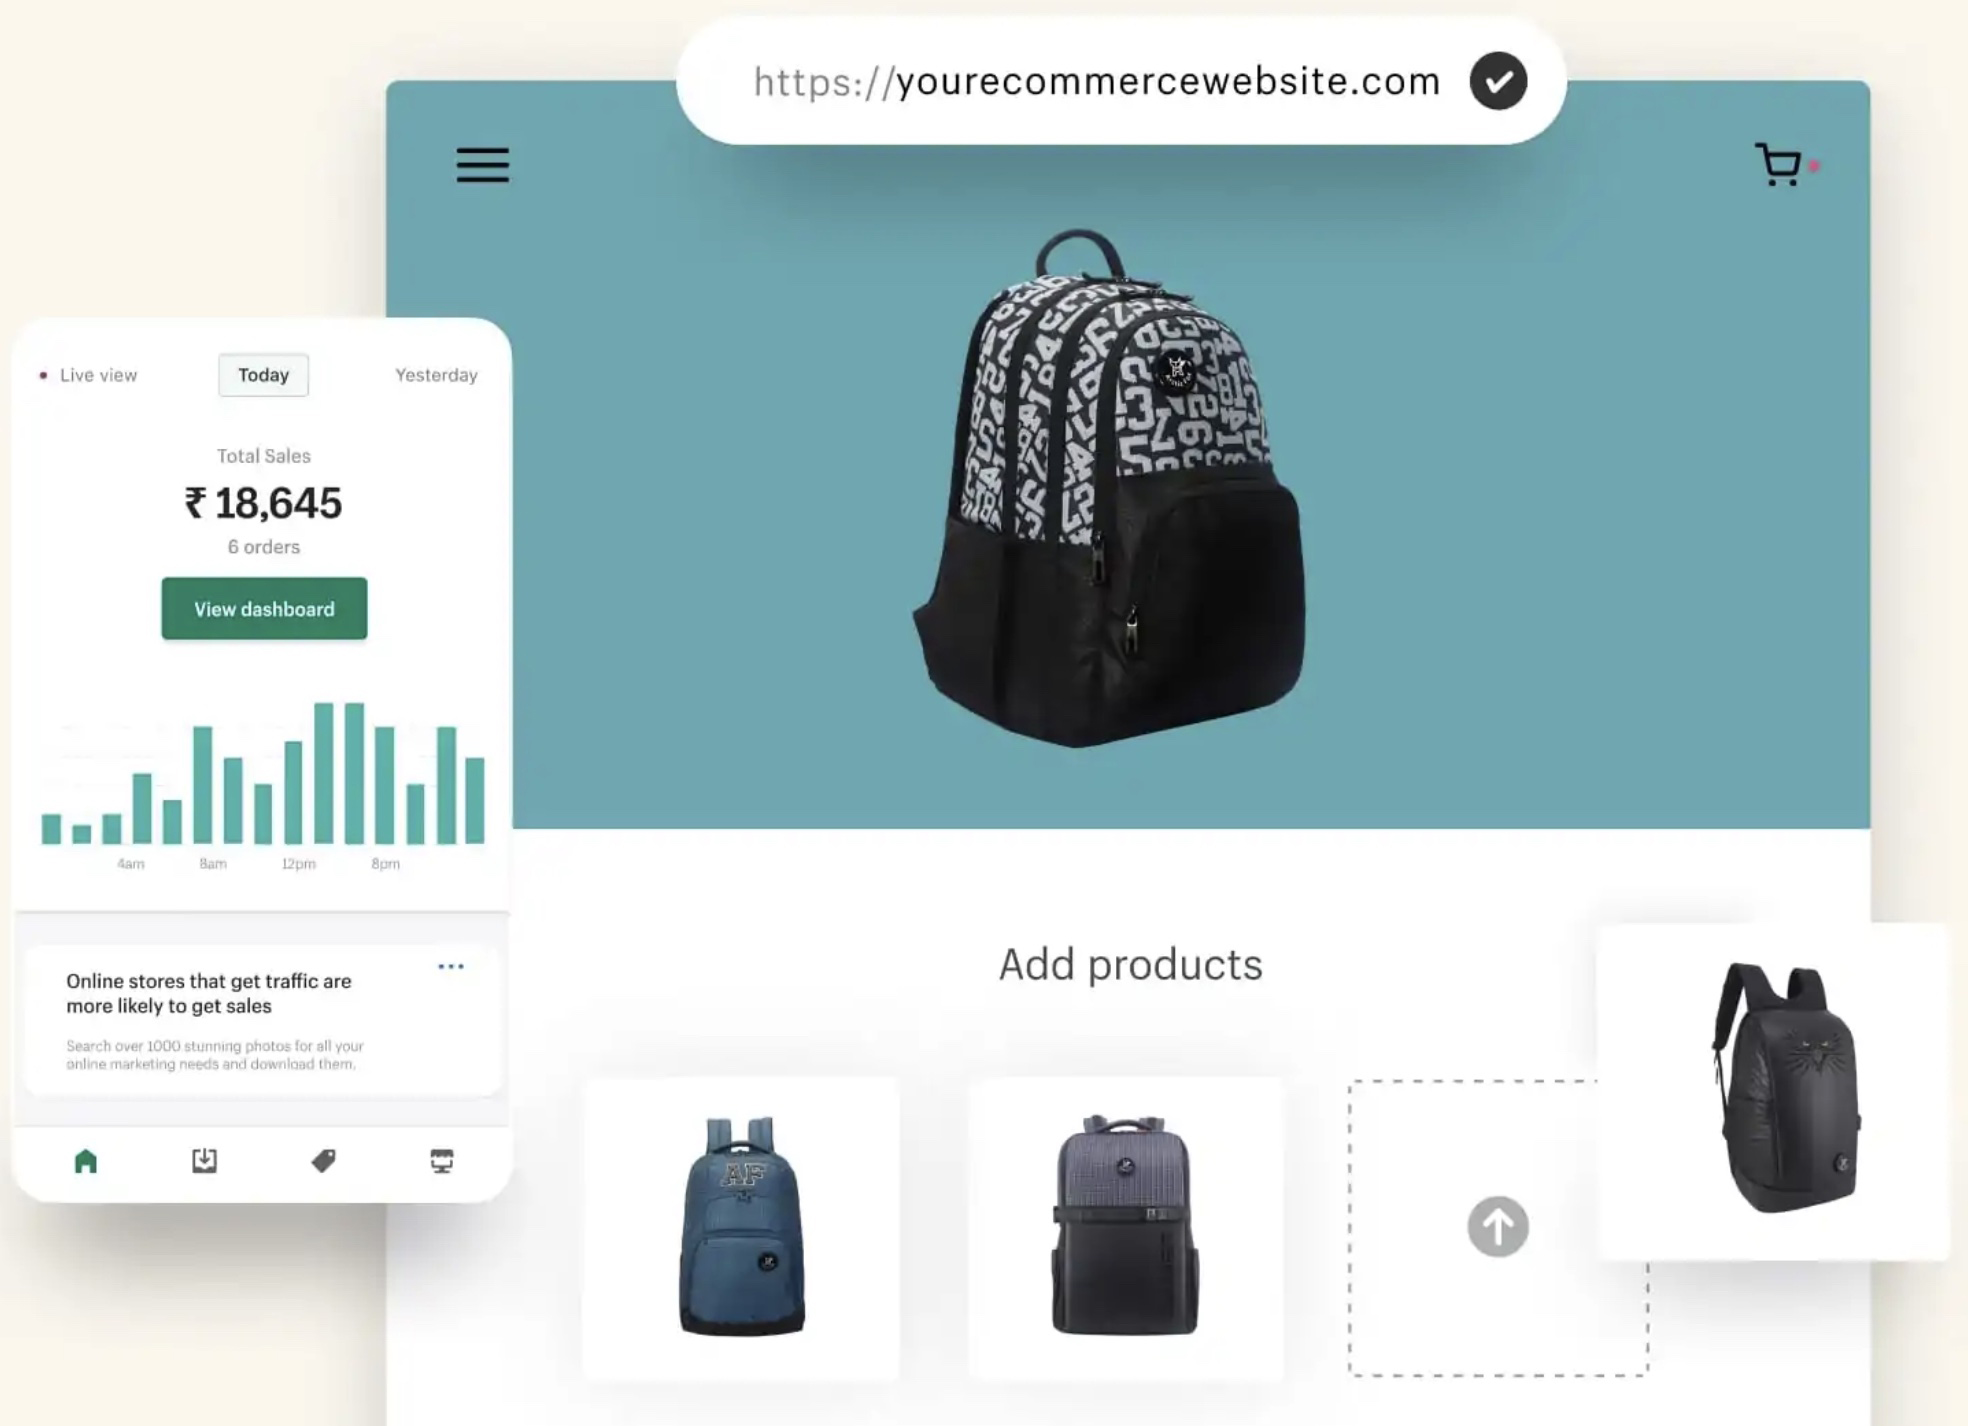 https://yourecommercewebsite.com
Live view
Today
Yesterday
Total Sales
₹ 18,645
6 orders
View dashboard
4am
8am
12pm
8pm
Online stores that get traffic are
more likely to get sales
Search over 1000 stunning photos for all your
online marketing needs and download them.
Add products
AF